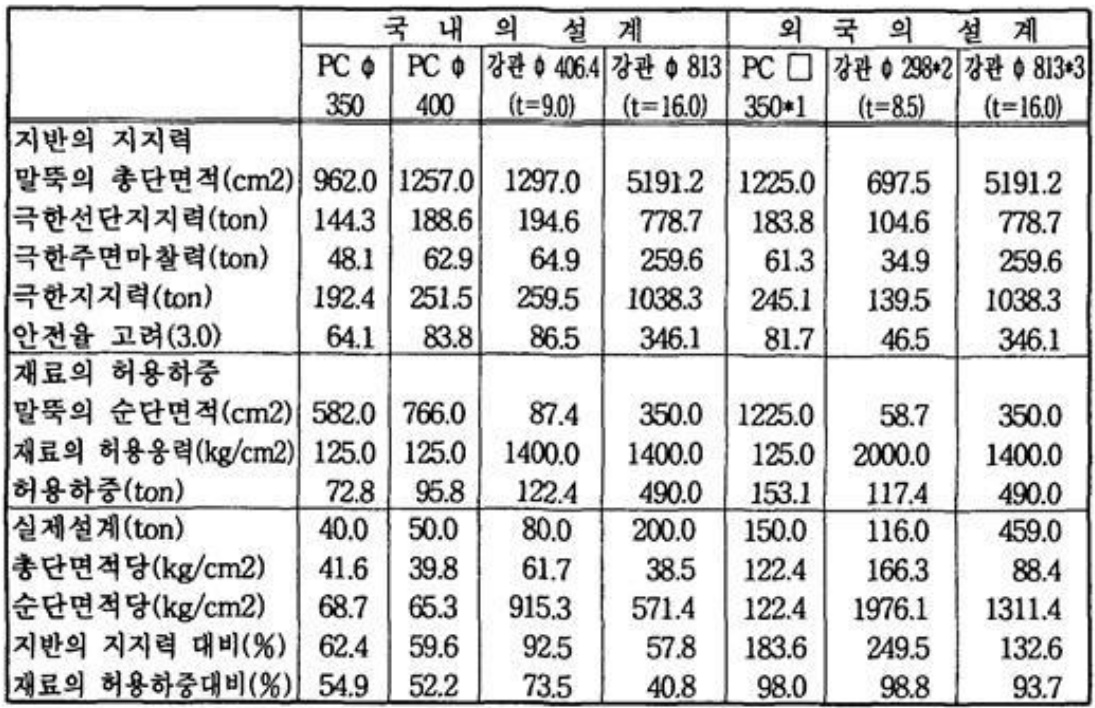 국 내 의 설 계 외 국 의 설 계
PC ϕ PC ϕ 강관 ϕ 406.4 강관 ϕ 813 PC □ 강관 ϕ 298*2 강관 ϕ 813*3
350 400 (t=9.0) (t=16.0) 350*1 (t=8.5) (t=16.0)
지반의 지지력
말뚝의 총단면적(cm2) 962.0 1257.0 1297.0 5191.2 1225.0 697.5 5191.2
극한선단지지력(ton) 144.3 188.6 194.6 778.7 183.8 104.6 778.7
극한주면마찰력(ton) 48.1 62.9 64.9 259.6 61.3 34.9 259.6
극한지지력(ton) 192.4 251.5 259.5 1038.3 245.1 139.5 1038.3
안전율 고려(3.0) 64.1 83.8 86.5 346.1 81.7 46.5 346.1
재료의 허용하중
말뚝의 순단면적(cm2) 582.0 766.0 87.4 350.0 1225.0 58.7 350.0
재료의 허용응력(kg/cm2) 125.0 125.0 1400.0 1400.0 125.0 2000.0 1400.0
허용하중(ton) 72.8 95.8 122.4 490.0 153.1 117.4 490.0
실제설계(ton) 40.0 50.0 80.0 200.0 150.0 116.0 459.0
총단면적당(kg/cm2) 41.6 39.8 61.7 38.5 122.4 166.3 88.4
순단면적당(kg/cm2) 68.7 65.3 915.3 571.4 122.4 1976.1 1311.4
지반의 지지력 대비(%) 62.4 59.6 92.5 57.8 183.6 249.5 132.6
재료의 허용하중대비(%) 54.9 52.2 73.5 40.8 98.0 98.8 93.7